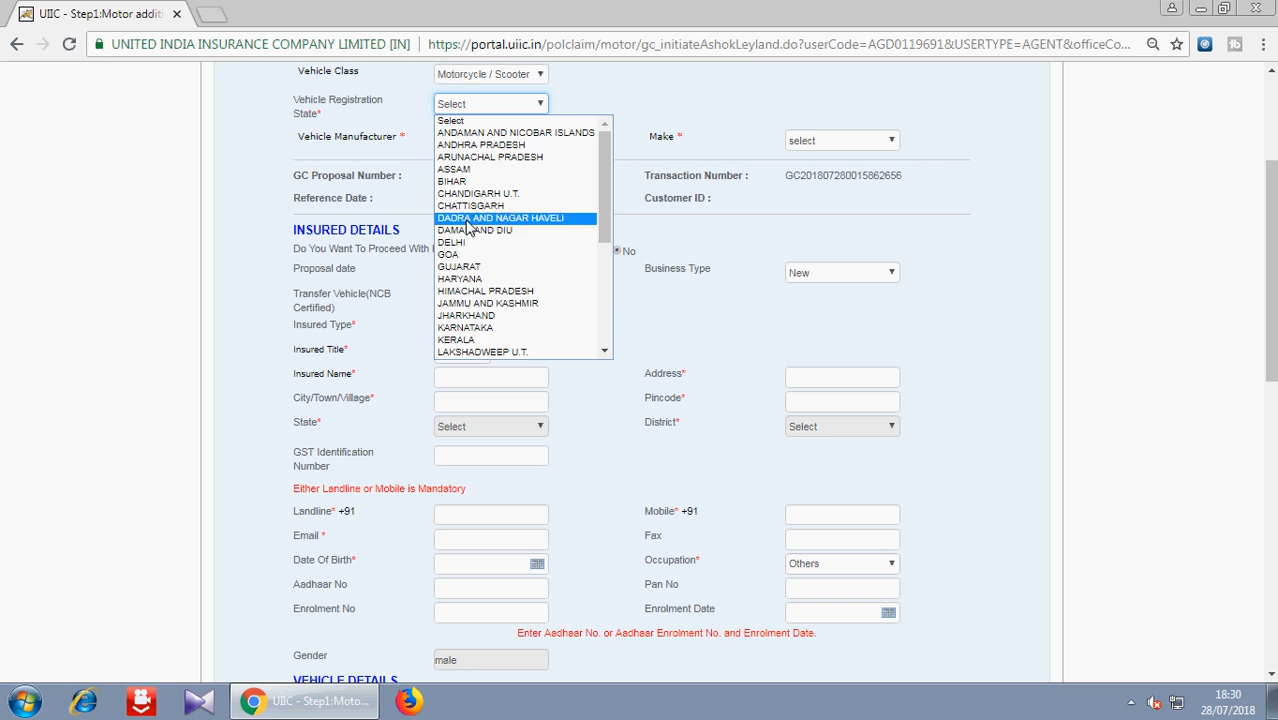 UIIC - Step1:Motor additi
UNITED INDIA INSURANCE COMPANY LIMITED [IN]
https://portal.uiic.in/polclaim/motor/gc_initiateAshokLeyland.do?userCode=AGD0119691&USERTYPE=AGENT&officeCo...
Vehicle Class
Motorcycle / Scooter
Vehicle Registration
State*
Select
Vehicle Manufacturer *
Make *
select
Select
ANDAMAN AND NICOBAR ISLANDS
ANDHRA PRADESH
ARUNACHAL PRADESH
ASSAM
BIHAR
CHANDIGARH U.T.
CHATTISGARH
DADRA AND NAGAR HAVELI
DAMAN AND DIU
DELHI
GOA
GUJARAT
HARYANA
HIMACHAL PRADESH
JAMMU AND KASHMIR
JHARKHAND
KARNATAKA
KERALA
LAKSHADWEEP U.T.
GC Proposal Number :
Transaction Number :
GC201807280015862656
Reference Date :
Customer ID :
INSURED DETAILS
Do You Want To Proceed With
No
Proposal date
Business Type
New
Transfer Vehicle(NCB
Certified)
Insured Type*
Insured Title*
Insured Name*
Address*
City/Town/Village*
Pincode*
State*
Select
District*
Select
GST Identification
Number
Either Landline or Mobile is Mandatory
Landline* +91
Mobile* +91
Email *
Fax
Date Of Birth*
Occupation*
Others
Aadhaar No
Pan No
Enrolment No
Enrolment Date
Enter Aadhaar No. or Aadhaar Enrolment No. and Enrolment Date.
Gender
male
VEHICLE DETAILS
UIIC - Step1:Moto...
18:30
28/07/2018